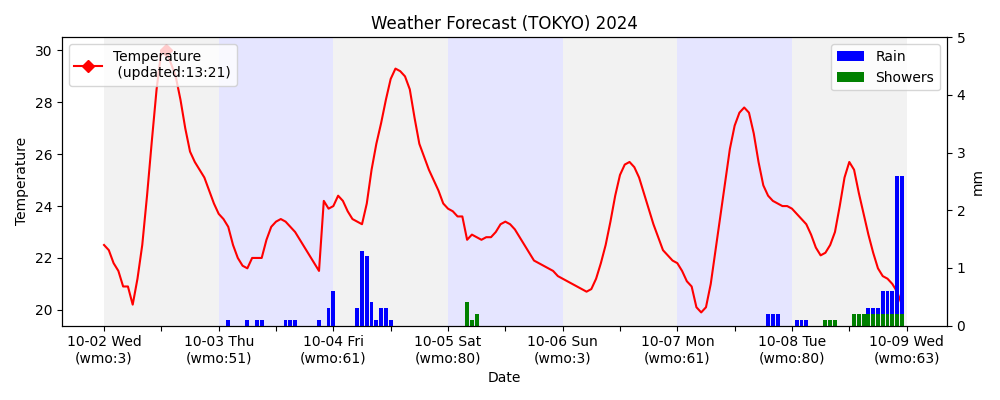 Weather Forecast (TOKYO) 2024
Temperature
(updated:13:21)
Rain
Showers
30
28
26
24
22
20
Temperature
5
4
3
2
1
0
mm
10-02 Wed 10-03 Thu 10-04 Fri 10-05 Sat 10-06 Sun 10-07 Mon 10-08 Tue 10-09 Wed
(wmo:3) (wmo:51) (wmo:61) (wmo:80) (wmo:3) (wmo:61) (wmo:80) (wmo:63)
Date